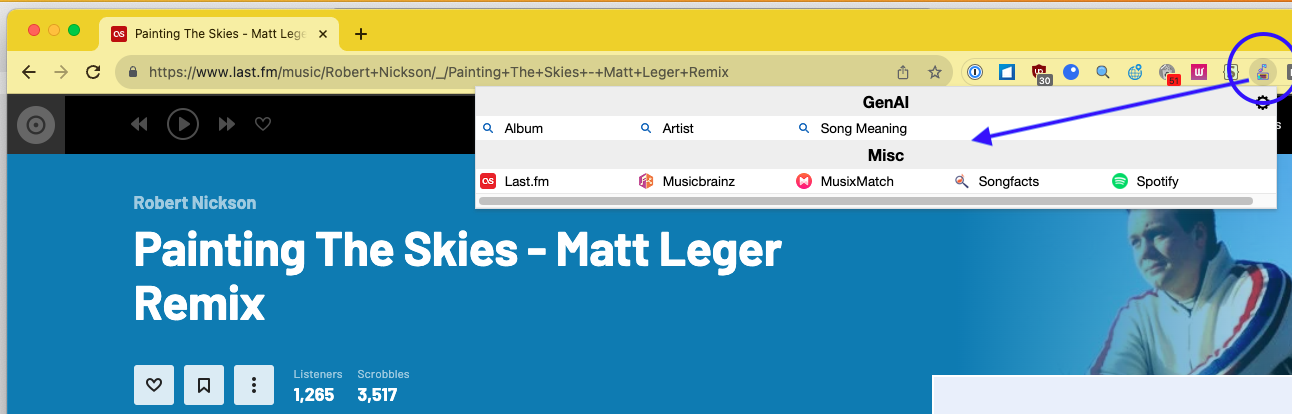 Painting The Skies - Matt Lege
https://www.last.fm/music/Robert+Nickson/_/Painting+The+Skies+-+Matt+Leger+Remix
30
51
GenAI
Album Artist Song Meaning
Misc
Last.fm Musicbrainz MusixMatch Songfacts Spotify
Robert Nickson
Painting The Skies - Matt Leger
Remix
Listeners Scrobbles
1,265 3,517